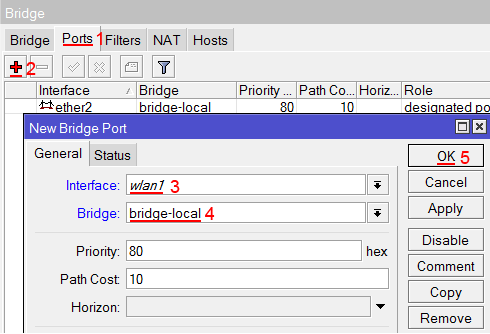 Bridge
Bridge Ports 1 Filters NAT Hosts
2
Interface / Bridge Priority ... Path Co... Horiz... Role
ether2 bridge-local 80 10 designated po
New Bridge Port
General Status
OK 5
Interface: wlan1 3
Cancel
Bridge: bridge-local 4
Apply
Priority: 80 hex
Disable
Path Cost: 10
Comment
Horizon:
Copy
Remove